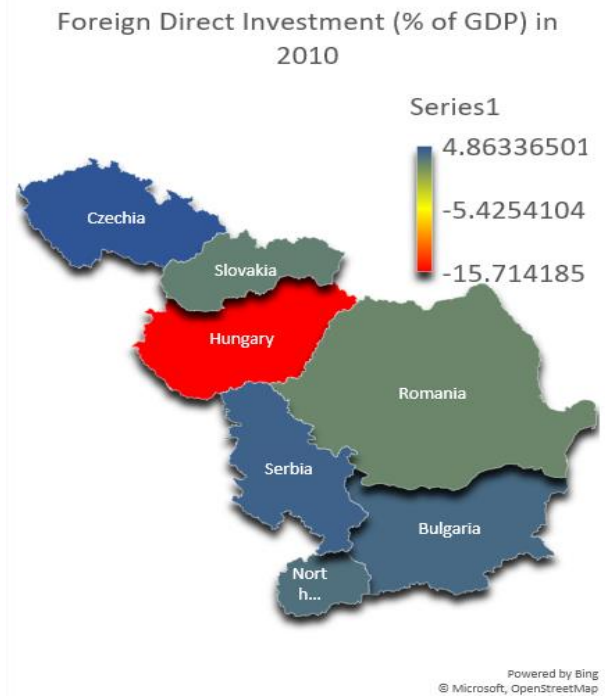 Foreign Direct Investment (% of GDP) in
2010
Series1
4.86336501
-5.4254104
-15.714185
Czechia
Slovakia
Hungary
Romania
Serbia
Bulgaria
Nort
h...
Powered by Bing
© Microsoft, OpenStreetMap